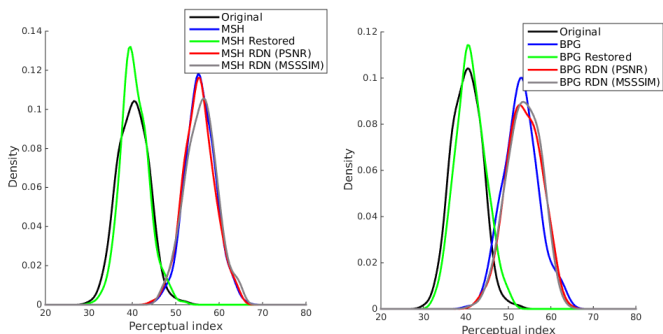 Original
MSH
MSH Restored
MSH RDN (PSNR)
MSH RDN (MSSSIM)
0.14
0.12
0.1
0.08
0.06
0.04
0.02
0
Density
20 30 40 50 60 70 80
Perceptual index
Original
BPG
BPG Restored
BPG RDN (PSNR)
BPG RDN (MSSSIM)
0.12
0.1
0.08
0.06
0.04
0.02
0
Density
20 30 40 50 60 70 80
Perceptual index